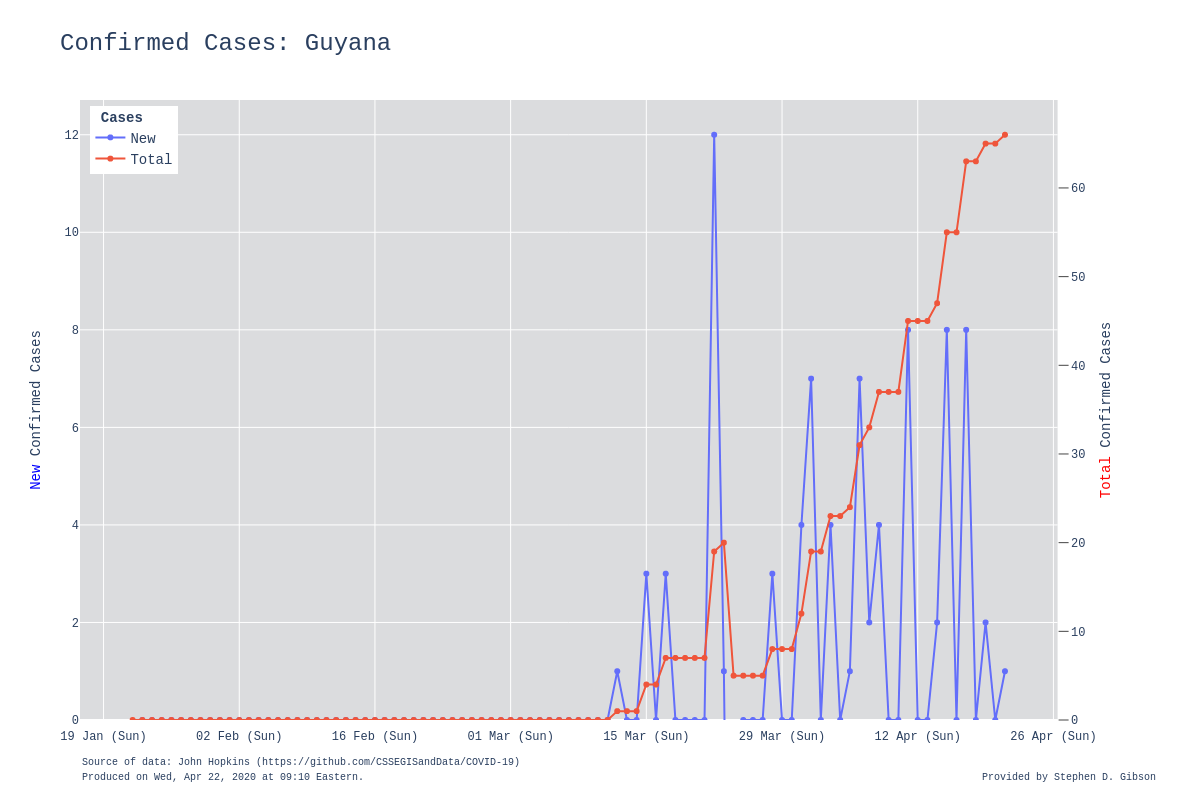 Confirmed Cases: Guyana
Cases
New
Total
12
10
8
6
4
2
0
60
50
40
30
20
10
0
New Confirmed Cases
Total Confirmed Cases
19 Jan (Sun)
02 Feb (Sun)
16 Feb (Sun)
01 Mar (Sun)
15 Mar (Sun)
29 Mar (Sun)
12 Apr (Sun)
26 Apr (Sun)
Source of data: John Hopkins (https://github.com/CSSEGISandData/COVID-19)
Produced on Wed, Apr 22, 2020 at 09:10 Eastern.
Provided by Stephen D. Gibson